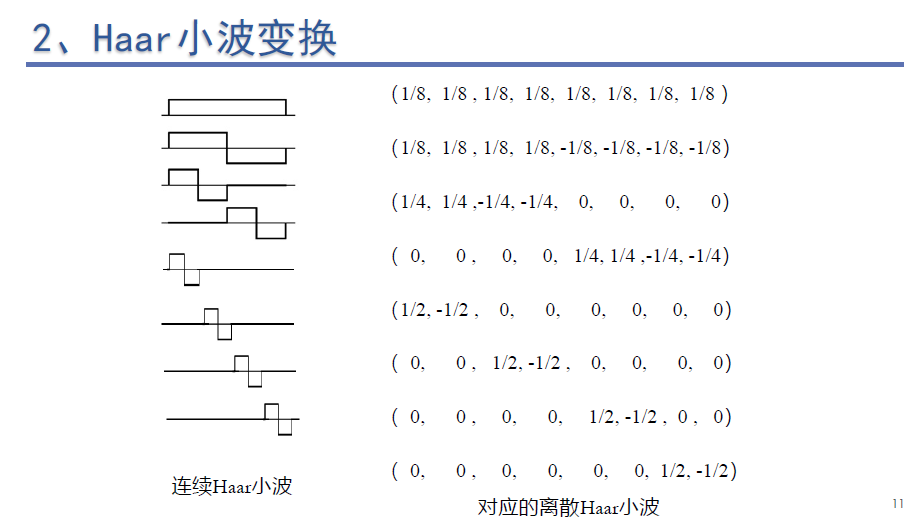 2、Haar小波变换
(1/8, 1/8 , 1/8, 1/8, 1/8, 1/8, 1/8, 1/8 )
(1/8, 1/8 , 1/8, 1/8, -1/8, -1/8, -1/8, -1/8)
(1/4, 1/4 ,-1/4, -1/4, 0, 0, 0, 0)
( 0, 0 , 0, 0, 1/4, 1/4 ,-1/4, -1/4)
(1/2, -1/2 , 0, 0, 0, 0, 0, 0)
( 0, 0 , 1/2, -1/2 , 0, 0, 0, 0)
( 0, 0 , 0, 0, 1/2, -1/2 , 0 , 0)
( 0, 0 , 0, 0, 0, 0, 1/2, -1/2)
连续Haar小波
对应的离散Haar小波
11